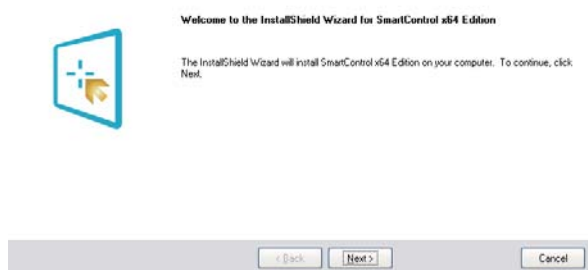 Welcome to the InstallShield Wizard for SmartControl x64 Edition
The InstallShield Wizard will install SmartControl x64 Edition on your computer. To continue, click
Next.
< Back
Next >
Cancel